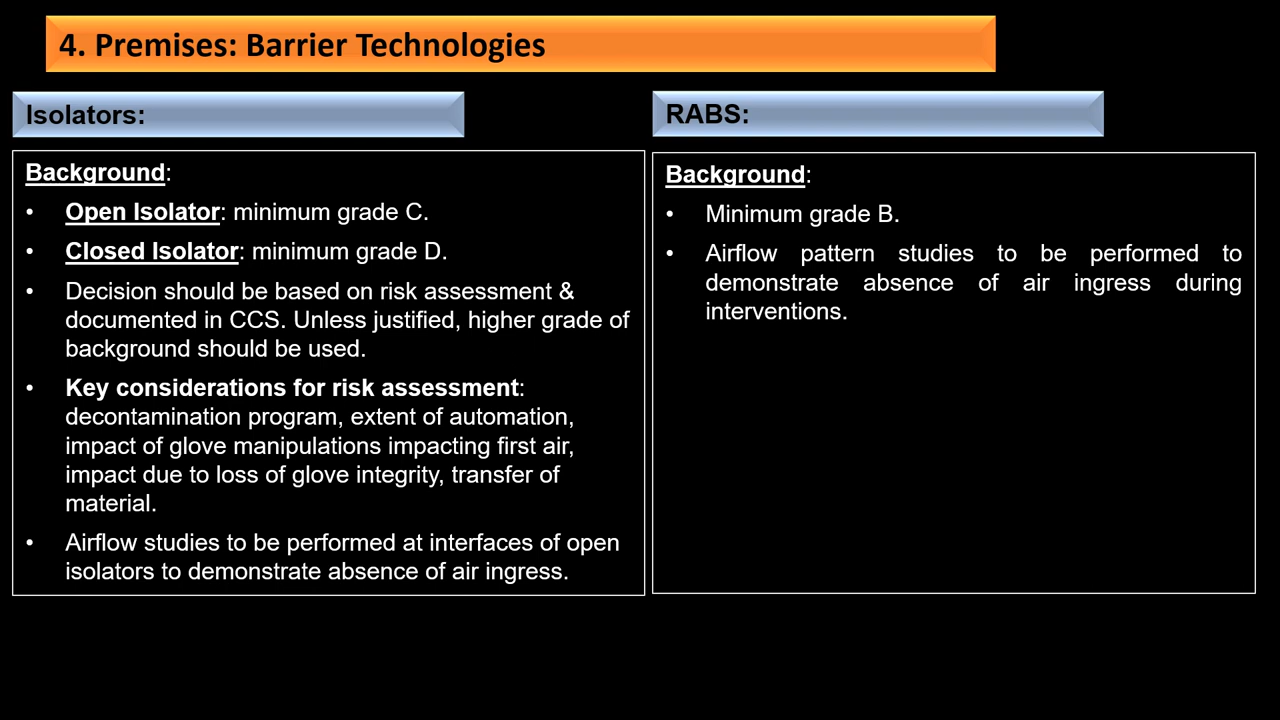 4. Premises: Barrier Technologies
Isolators:
Background:
• Open Isolator: minimum grade C.
• Closed Isolator: minimum grade D.
• Decision should be based on risk assessment &
documented in CCS. Unless justified, higher grade of
background should be used.
• Key considerations for risk assessment:
decontamination program, extent of automation,
impact of glove manipulations impacting first air,
impact due to loss of glove integrity, transfer of
material.
• Airflow studies to be performed at interfaces of open
isolators to demonstrate absence of air ingress.
RABS:
Background:
• Minimum grade B.
• Airflow pattern studies to be performed to
demonstrate absence of air ingress during
interventions.